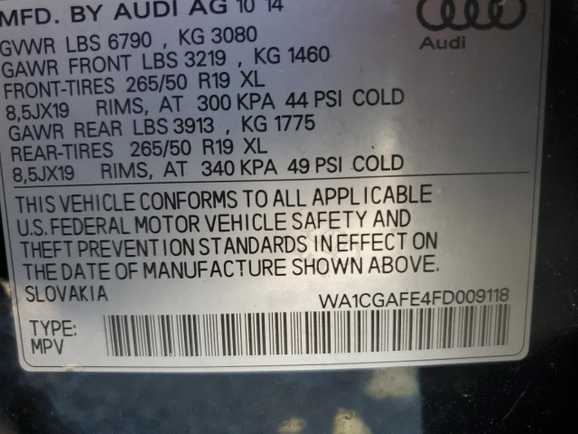 MFD. BY AUDI AG 10 14
GVWR LBS 6790 , KG 3080
GAWR FRONT LBS 3219 , KG 1460
FRONT-TIRES 265/50 R19 XL
8,5JX19 RIMS, AT 300 KPA 44 PSI COLD
GAWR REAR LBS 3913 , KG 1775
REAR-TIRES 265/50 R19 XL
8,5JX19 RIMS, AT 340 KPA 49 PSI COLD
Audi
THIS VEHICLE CONFORMS TO ALL APPLICABLE
U.S. FEDERAL MOTOR VEHICLE SAFETY AND
THEFT PREVENTION STANDARDS IN EFFECT ON
THE DATE OF MANUFACTURE SHOWN ABOVE.
SLOVAKIA WA1CGAFE4FD009118
TYPE:
MPV